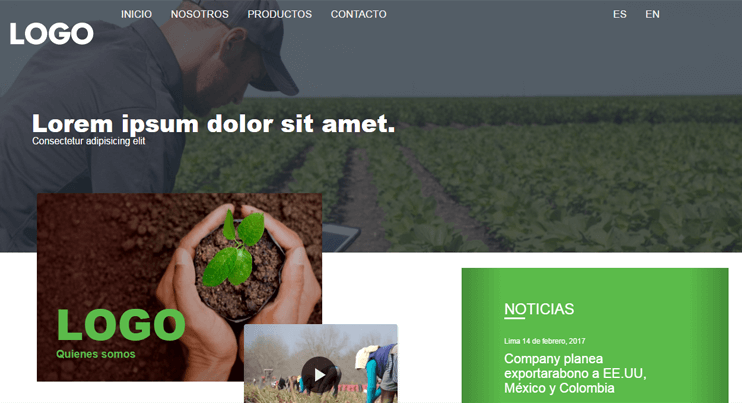 INICIO NOSOTROS PRODUCTOS CONTACTO ES EN
LOGO
Lorem ipsum dolor sit amet.
Consectetur adipisicing elit
LOGO
Quienes somos
NOTICIAS
Lima 14 de febrero, 2017
Company planea
exportarabono a EE.UU,
México y Colombia